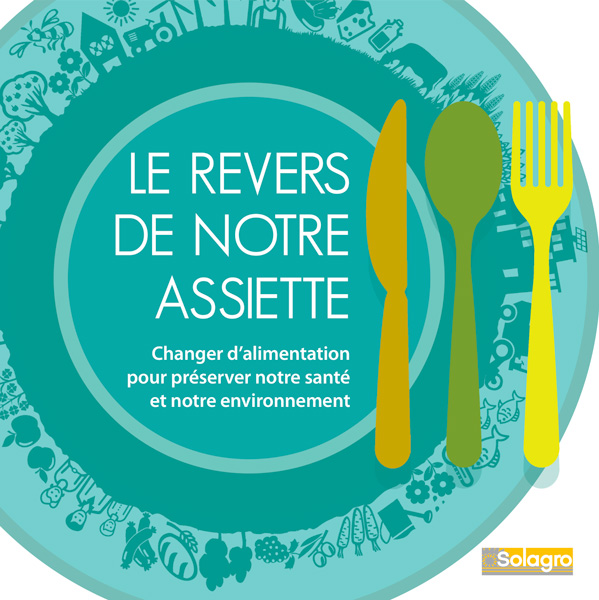 LE REVERS
DE NOTRE
ASSIETTE
Changer d’alimentation
pour préserver notre santé
et notre environnement
Solagro